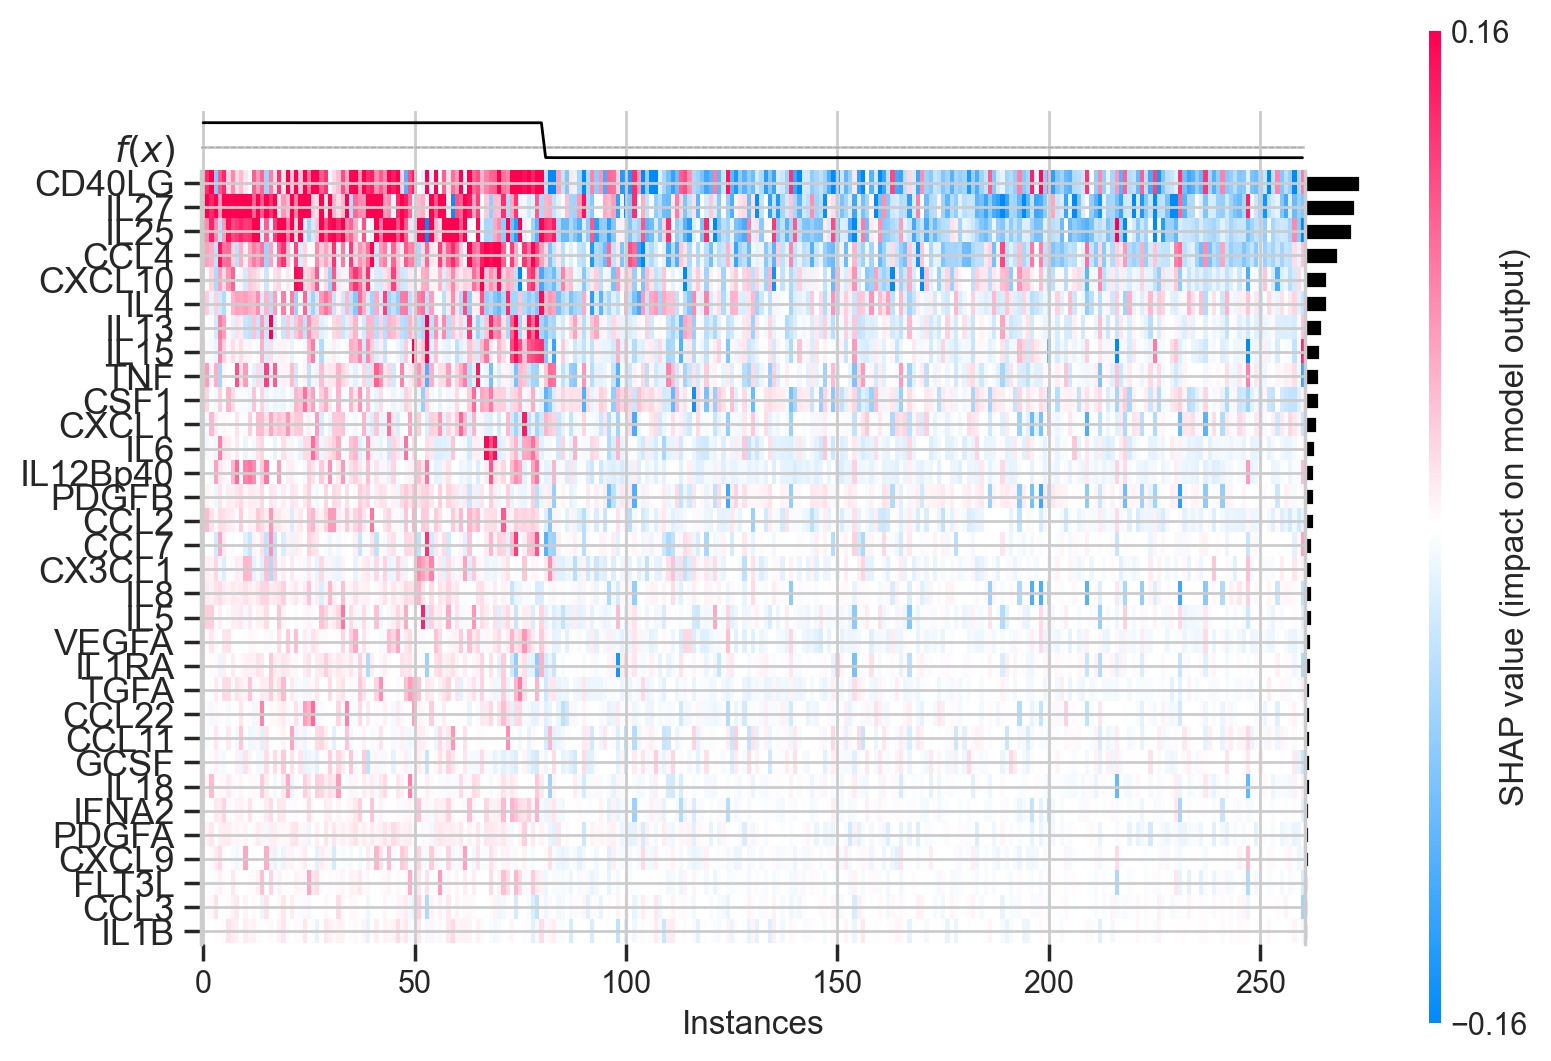 0.16
f(x)
CD40LG
IL27
IL25
CCL4
CXCL10
IL4
IL13
IL15
TNF
CSF1
CXCL1
IL6
IL12Bp40
PDGFB
CCL2
CCL7
CX3CL1
IL8
IL5
VEGFA
IL1RA
TGFA
CCL22
CCL11
GCSF
IL18
IFNA2
PDGFA
CXCL9
FLT3L
CCL3
IL1B
0 50 100 150 200 250
Instances
SHAP value (impact on model output)
−0.16